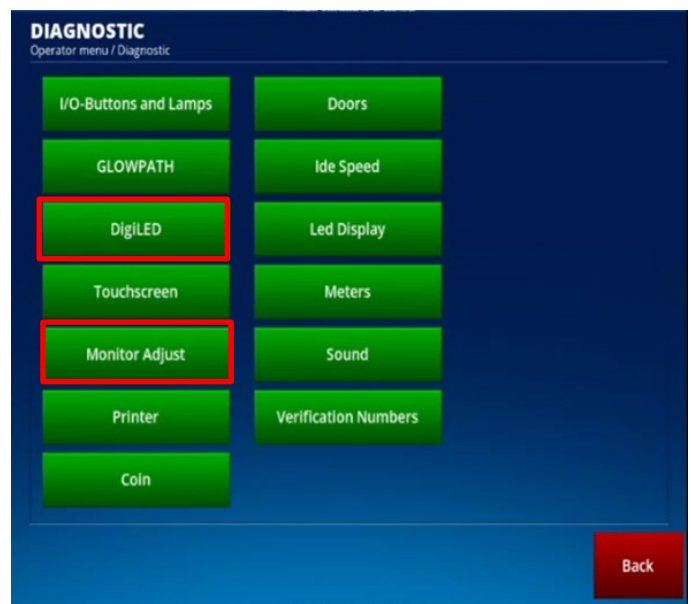 DIAGNOSTIC
Operator menu / Diagnostic
I/O-Buttons and Lamps
Doors
GLOWPATH
Ide Speed
DigiLED
Led Display
Touchscreen
Meters
Monitor Adjust
Sound
Printer
Verification Numbers
Coin
Back